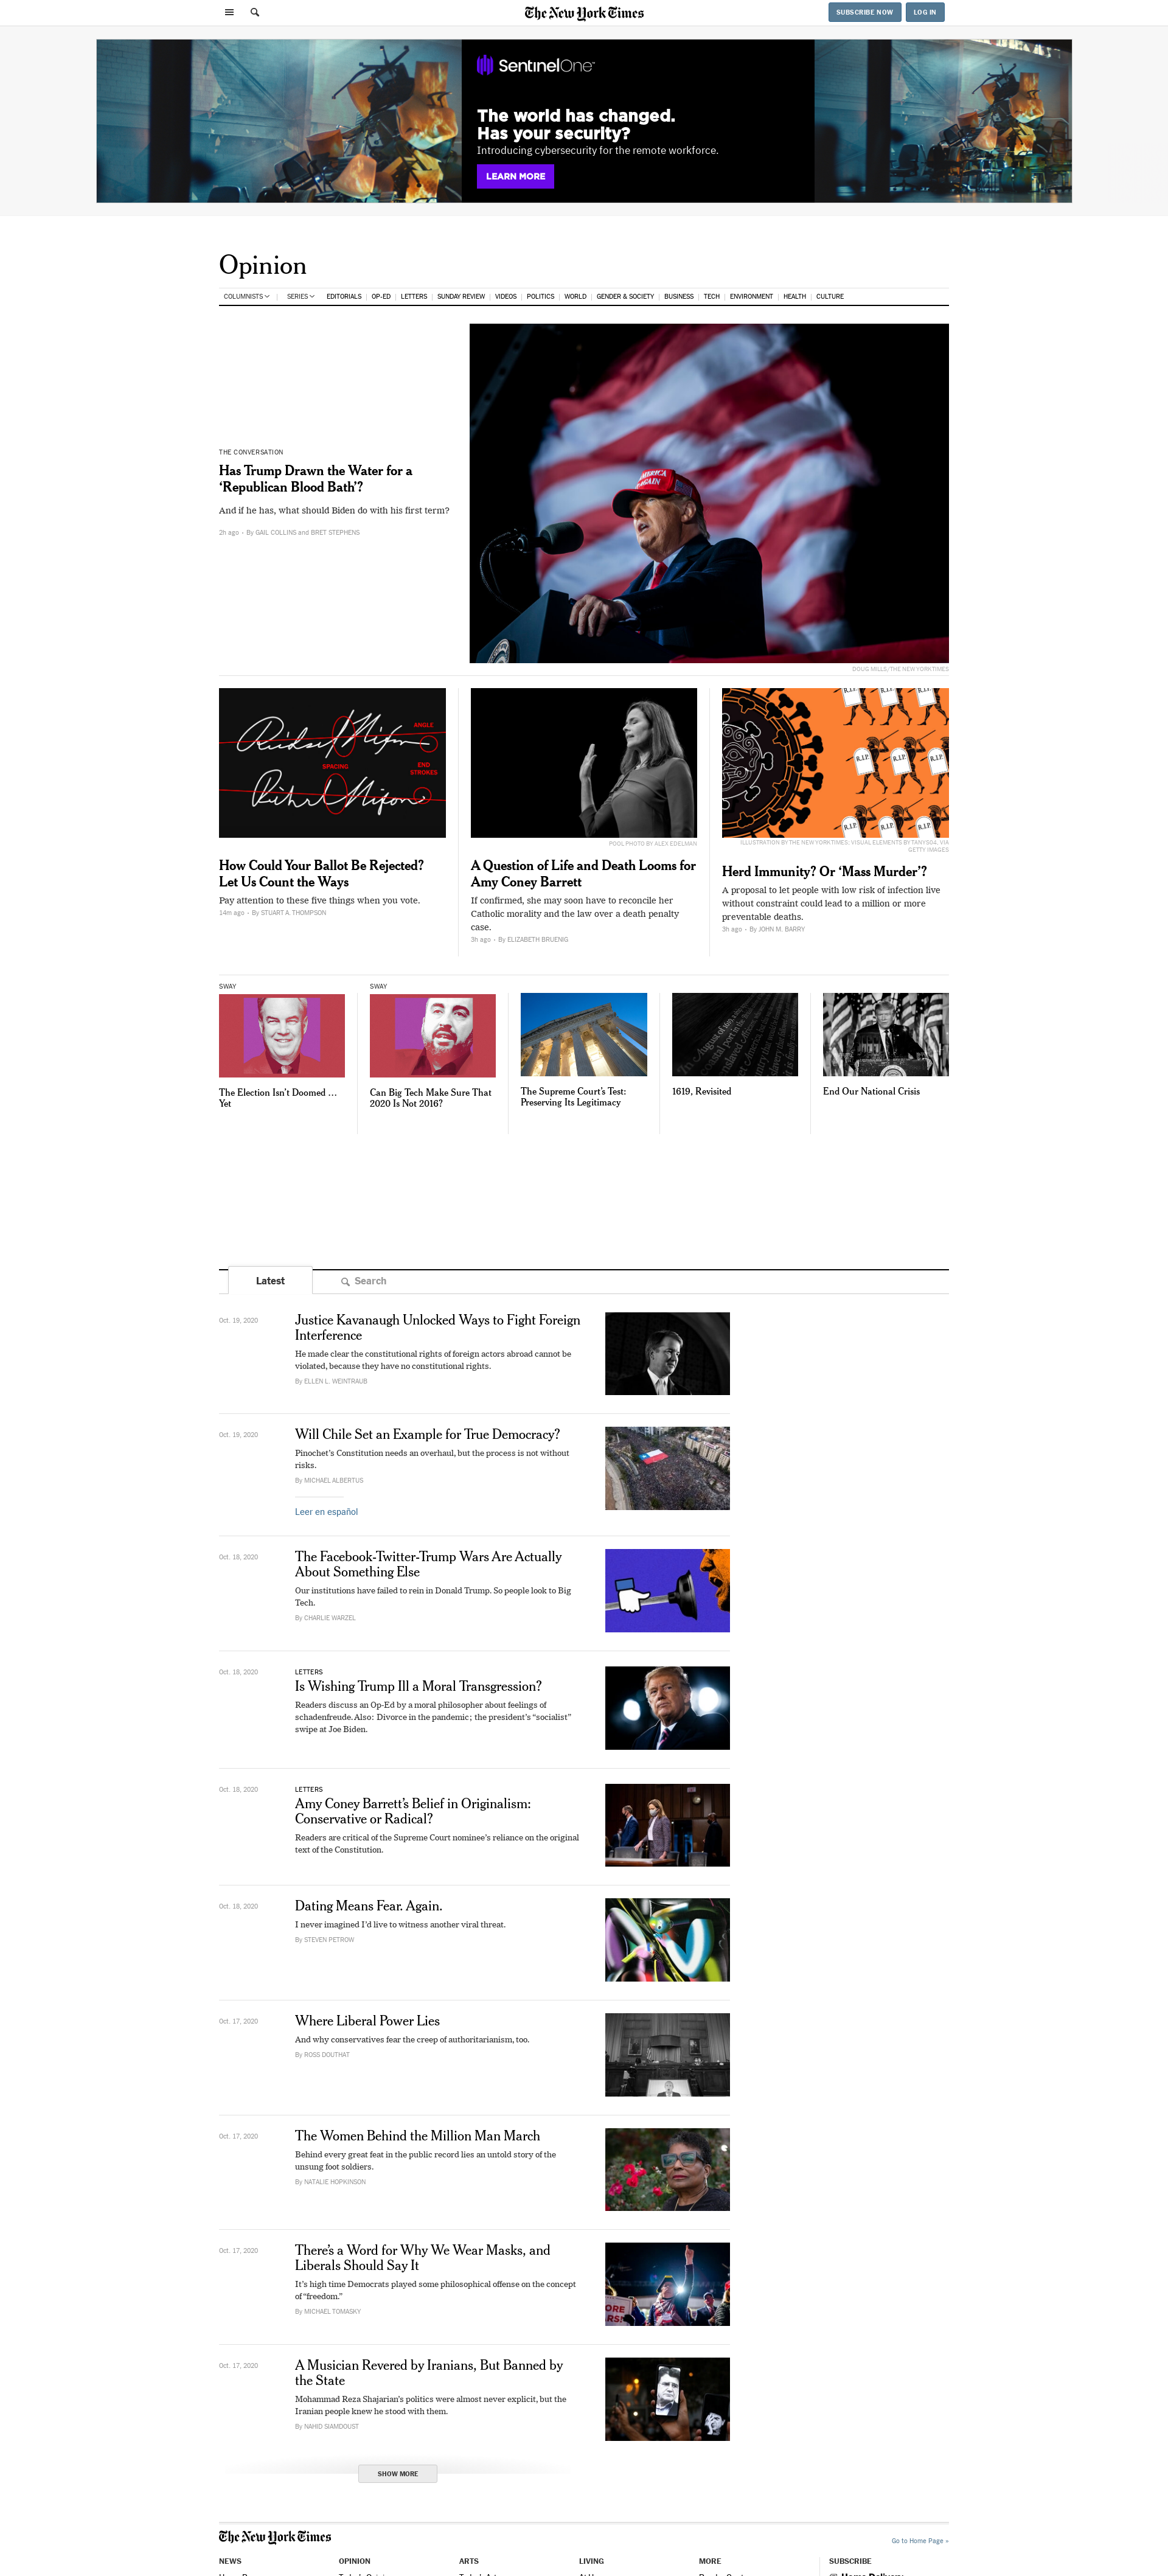 The New York Times
SUBSCRIBE NOW
LOG IN
SentinelOne
The world has changed.
Has your security?
Introducing cybersecurity for the remote workforce.
LEARN MORE
Opinion
COLUMNISTS SERIES EDITORIALS OP-ED LETTERS SUNDAY REVIEW VIDEOS POLITICS WORLD GENDER & SOCIETY BUSINESS TECH ENVIRONMENT HEALTH CULTURE
THE CONVERSATION
Has Trump Drawn the Water for a
‘Republican Blood Bath’?
And if he has, what should Biden do with his first term?
2h ago · By GAIL COLLINS and BRET STEPHENS
AMERICA
AGAIN
DOUG MILLS/THE NEW YORK TIMES
ANGLE
SPACING
END
STROKES
How Could Your Ballot Be Rejected?
Let Us Count the Ways
Pay attention to these five things when you vote.
14m ago · By STUART A. THOMPSON
POOL PHOTO BY ALEX EDELMAN
A Question of Life and Death Looms for
Amy Coney Barrett
If confirmed, she may soon have to reconcile her
Catholic morality and the law over a death penalty
case.
3h ago · By ELIZABETH BRUENIG
R.I.P. R.I.P. R.I.P.
ILLUSTRATION BY THE NEW YORK TIMES; VISUAL ELEMENTS BY TANYSO4, VIA
GETTY IMAGES
Herd Immunity? Or ‘Mass Murder’?
A proposal to let people with low risk of infection live
without constraint could lead to a million or more
preventable deaths.
3h ago · By JOHN M. BARRY
SWAY
The Election Isn’t Doomed …
Yet
SWAY
Can Big Tech Make Sure That
2020 Is Not 2016?
The Supreme Court’s Test:
Preserving Its Legitimacy
1619, Revisited
End Our National Crisis
Latest
Search
Oct. 19, 2020
Justice Kavanaugh Unlocked Ways to Fight Foreign
Interference
He made clear the constitutional rights of foreign actors abroad cannot be
violated, because they have no constitutional rights.
By ELLEN L. WEINTRAUB
Oct. 19, 2020
Will Chile Set an Example for True Democracy?
Pinochet’s Constitution needs an overhaul, but the process is not without
risks.
By MICHAEL ALBERTUS
Leer en español
Oct. 18, 2020
The Facebook-Twitter-Trump Wars Are Actually
About Something Else
Our institutions have failed to rein in Donald Trump. So people look to Big
Tech.
By CHARLIE WARZEL
Oct. 18, 2020
LETTERS
Is Wishing Trump Ill a Moral Transgression?
Readers discuss an Op-Ed by a moral philosopher about feelings of
schadenfreude. Also: Divorce in the pandemic; the president’s “socialist”
swipe at Joe Biden.
Oct. 18, 2020
LETTERS
Amy Coney Barrett’s Belief in Originalism:
Conservative or Radical?
Readers are critical of the Supreme Court nominee’s reliance on the original
text of the Constitution.
Oct. 18, 2020
Dating Means Fear. Again.
I never imagined I’d live to witness another viral threat.
By STEVEN PETROW
Oct. 17, 2020
Where Liberal Power Lies
And why conservatives fear the creep of authoritarianism, too.
By ROSS DOUTHAT
Oct. 17, 2020
The Women Behind the Million Man March
Behind every great feat in the public record lies an untold story of the
unsung foot soldiers.
By NATALIE HOPKINSON
Oct. 17, 2020
There’s a Word for Why We Wear Masks, and
Liberals Should Say It
It’s high time Democrats played some philosophical offense on the concept
of “freedom.”
By MICHAEL TOMASKY
Oct. 17, 2020
A Musician Revered by Iranians, But Banned by
the State
Mohammad Reza Shajarian’s politics were almost never explicit, but the
Iranian people knew he stood with them.
By NAHID SIAMDOUST
SHOW MORE
The New York Times
Go to Home Page »
NEWS
OPINION
ARTS
LIVING
MORE
SUBSCRIBE